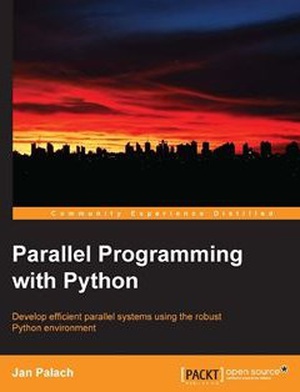 Community Experience Distilled
Parallel Programming
with Python
Develop efficient parallel systems using the robust
Python environment
Jan Palach
PACKT
PUBLISHING
open source